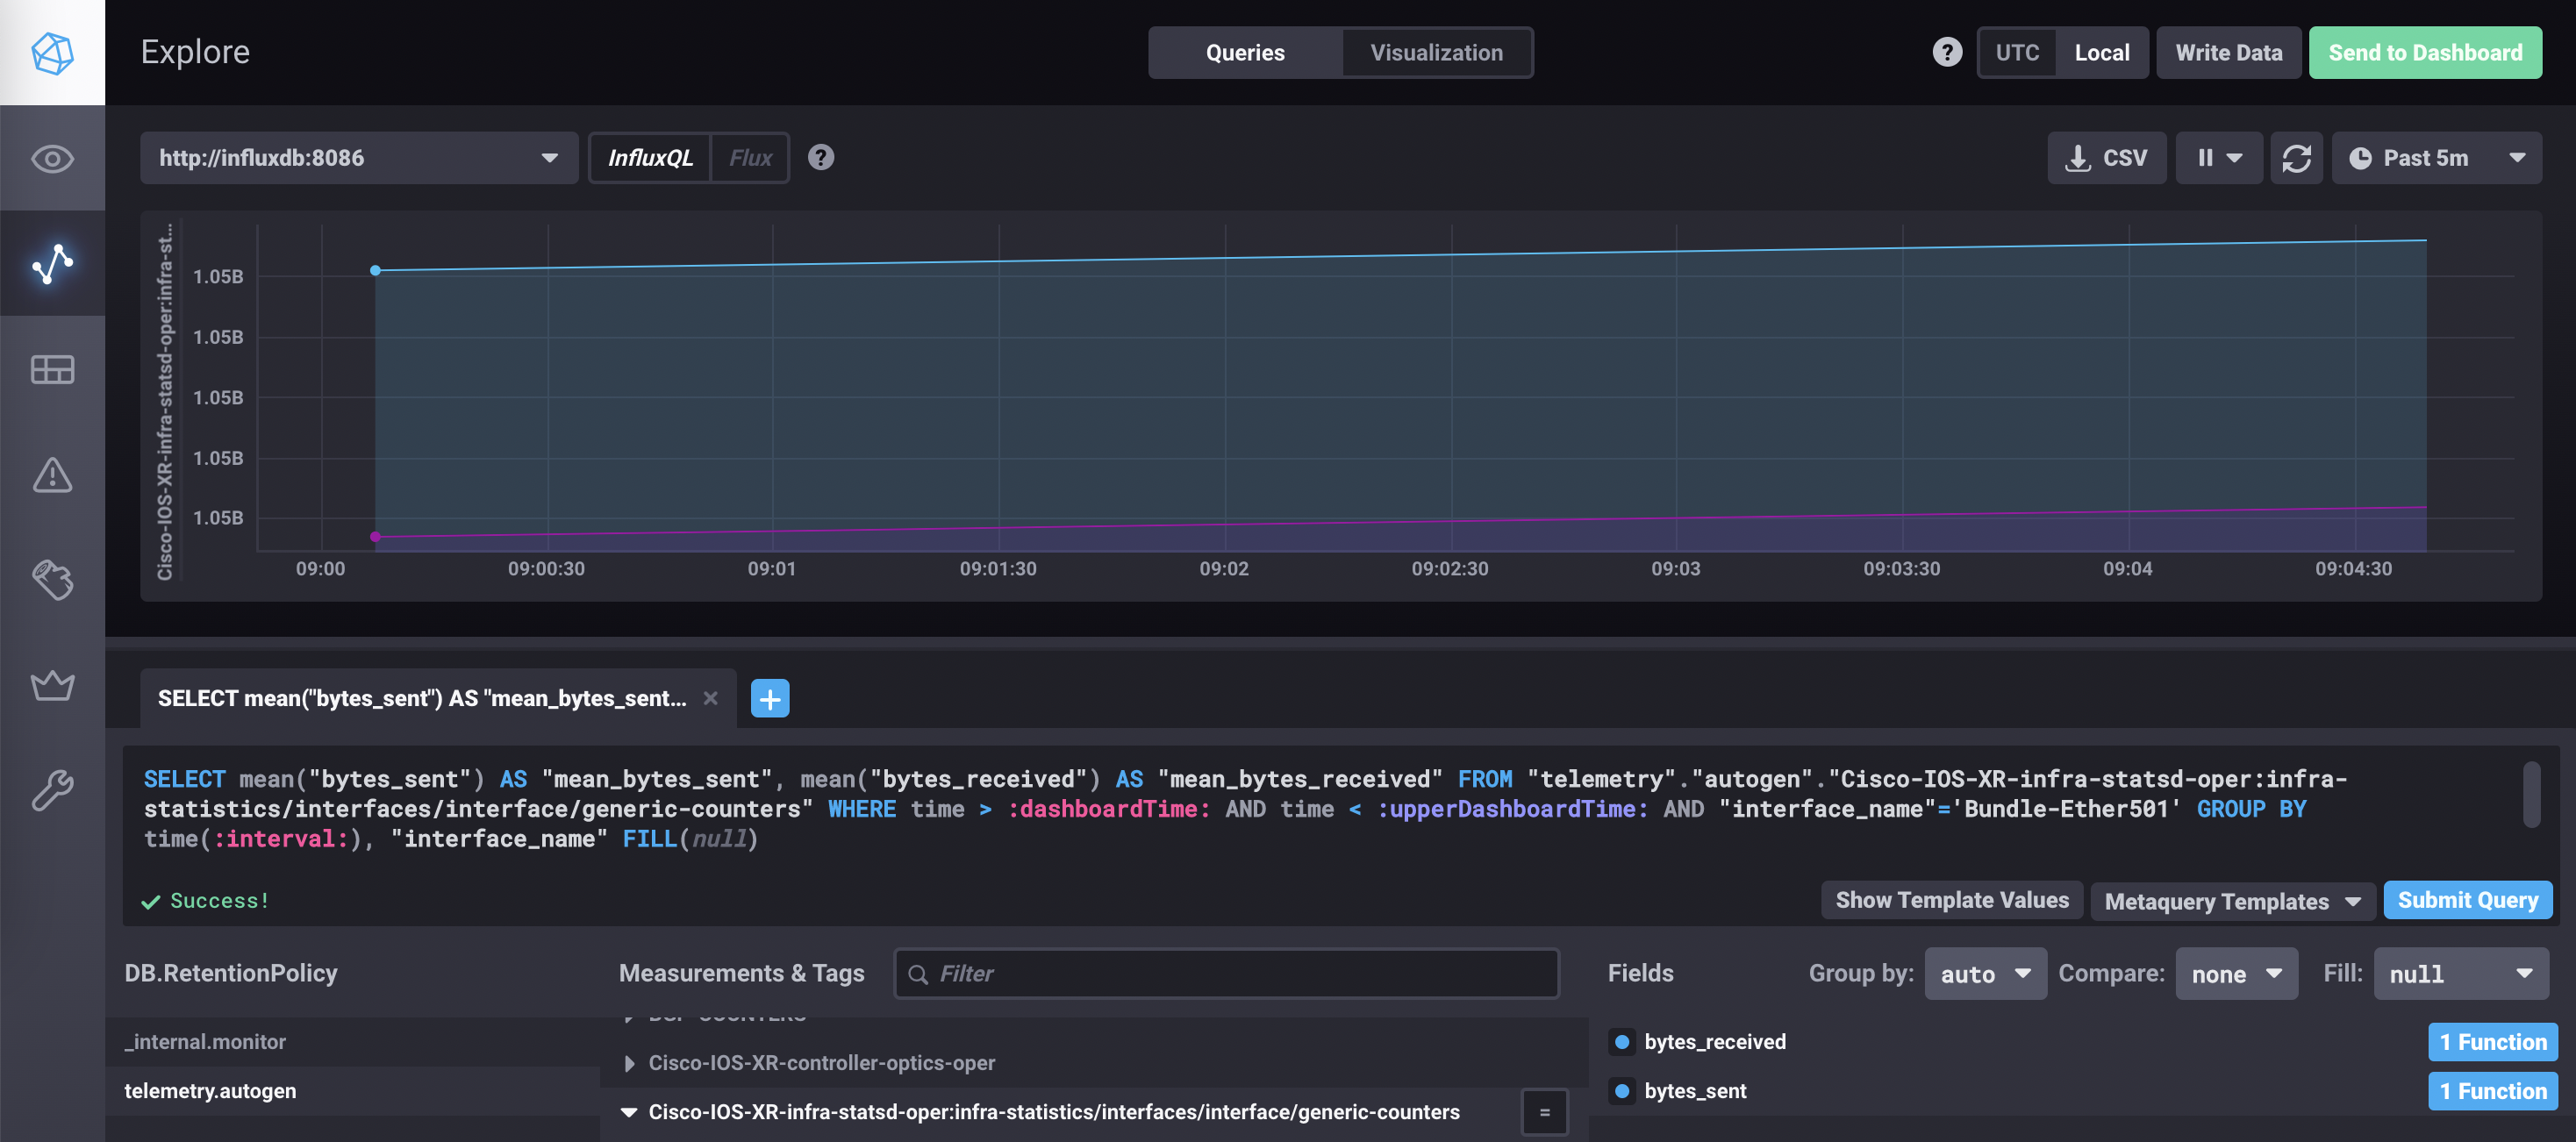 Explore
Queries
Visualization
?
UTC
Local
Write Data
Send to Dashboard
http://influxdb:8086
InfluxQL
Flux
?
CSV
Past 5m
Cisco-IOS-XR-infra-statsd-oper:infra-st...
1.05B
1.05B
1.05B
1.05B
1.05B
09:00
09:00:30
09:01
09:01:30
09:02
09:02:30
09:03
09:03:30
09:04
09:04:30
SELECT mean("bytes_sent") AS "mean_bytes_sent...
SELECT mean("bytes_sent") AS "mean_bytes_sent", mean("bytes_received") AS "mean_bytes_received" FROM "telemetry"."autogen"."Cisco-IOS-XR-infra-statsd-oper:infra-
statistics/interfaces/interface/generic-counters" WHERE time > :dashboardTime: AND time < :upperDashboardTime: AND "interface_name"='Bundle-Ether501' GROUP BY
time(:interval:), "interface_name" FILL(null)
Success!
Show Template Values
Metaquery Templates
Submit Query
DB.RetentionPolicy
Measurements & Tags
Filter
Fields
Group by:
auto
Compare:
none
Fill:
null
_internal.monitor
telemetry.autogen
Cisco-IOS-XR-controller-optics-oper
Cisco-IOS-XR-infra-statsd-oper:infra-statistics/interfaces/interface/generic-counters
=
bytes_received
1 Function
bytes_sent
1 Function